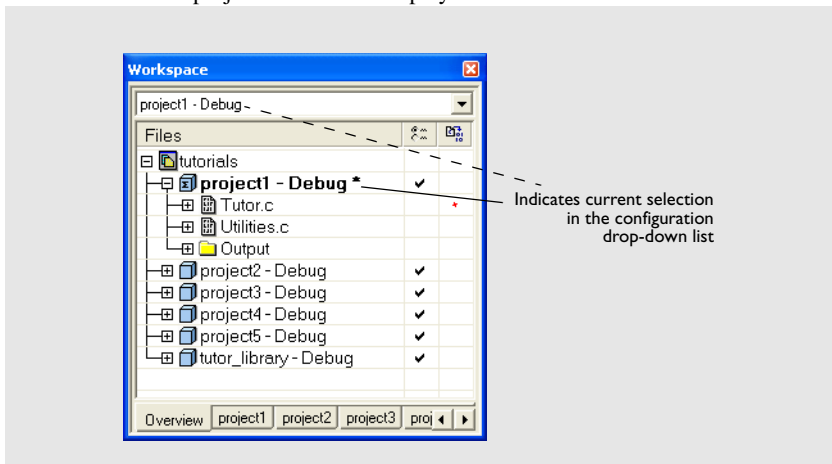 Workspace
project1 - Debug
Files
tutorials
project1 - Debug *
Tutor.c
Utilities.c
Output
project2 - Debug
project3 - Debug
project4 - Debug
project5 - Debug
tutor_library - Debug
Overview project1 project2 project3 proj
Indicates current selection
in the configuration
drop-down list